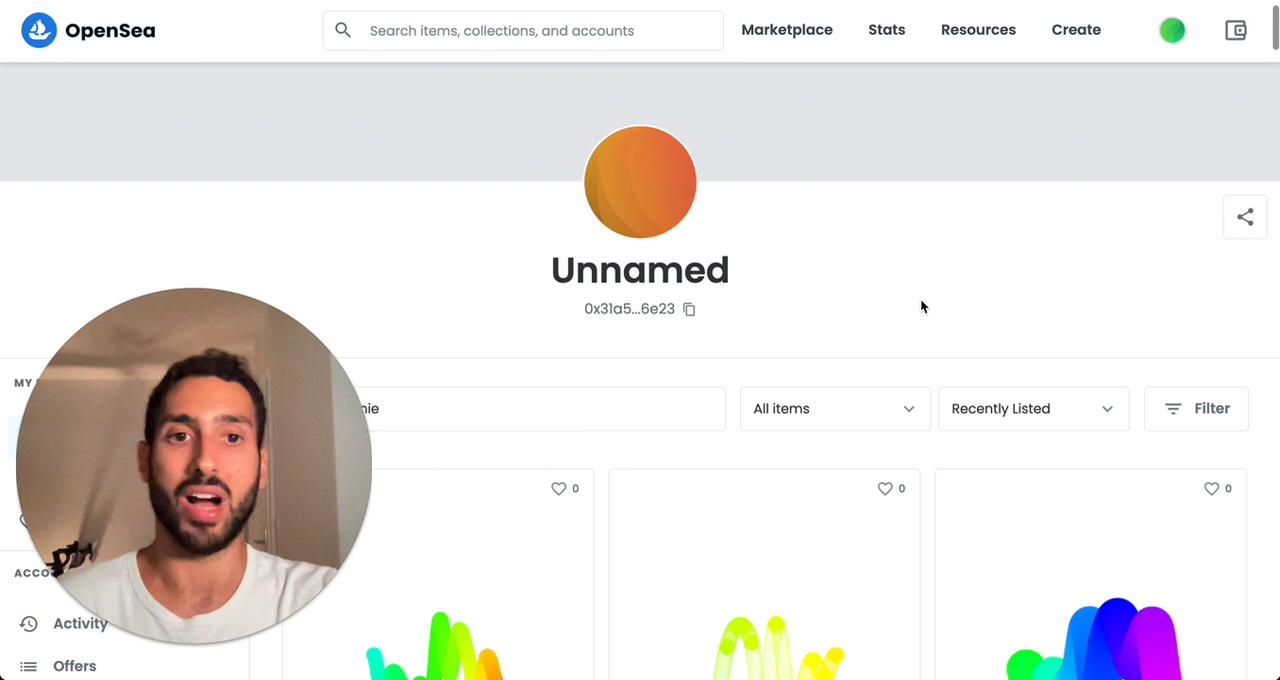 OpenSea
Search items, collections, and accounts
Marketplace
Stats
Resources
Create
Unnamed
0x31a5...6e23
MY
nie
All items
Recently Listed
Filter
0
0
0
Activity
Offers